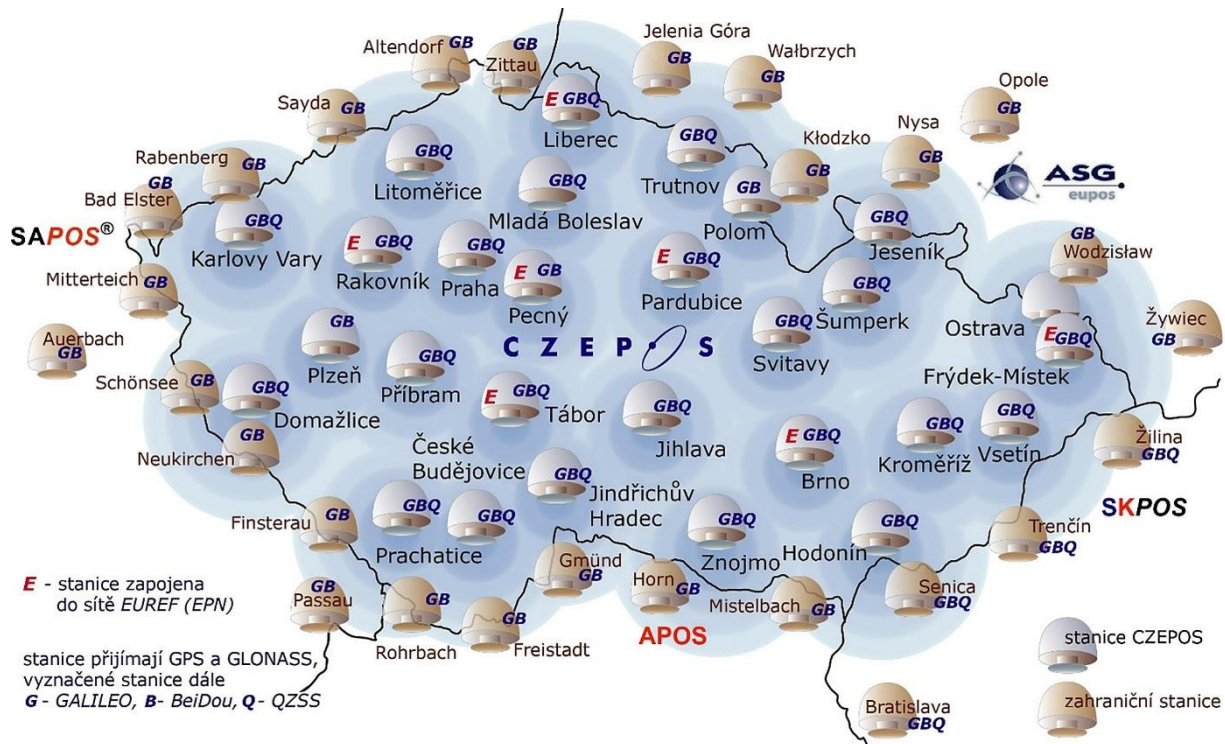 Altendorf GB
GB
Zittau
Jelenia Góra
GB
Wałbrzych
GB
Opole
GB
Sayda GB
E GBQ
Liberec
Rabenberg
GB
GBQ
Litoměřice
GBQ
Mladá Boleslav
GBQ
Trutnov
Kłodzko
GB
Nysa
GB
ASG
eupos
Bad Elster
GB
SAPOS®
GBQ
Karlovy Vary
E GBQ
Rakovník
GBQ
Praha
E GB
Pecný
E GBQ
Pardubice
GB
Polom
GBQ
Jeseník
GB
Wodzisław
Mitterteich
GB
GBQ
Šumperk
Ostrava
Żywiec
GB
Auerbach
GB
GB
Plzeň
GBQ
Příbram
CZEPOS
GBQ
Svitavy
E GBQ
Frýdek-Místek
Schönsee
GB
GBQ
Domažlice
E GBQ
Tábor
GBQ
Jihlava
E GBQ
Brno
GBQ
Kroměříž
GBQ
Vsetín
Žilina
GBQ
GB
Neukirchen
České
Budějovice
GBQ
Jindřichův
Hradec
SKPOS
Finsterau
GB
GBQ
GBQ
Prachatice
GBQ
Znojmo
GBQ
Hodonín
Trenčín
GBQ
E - stanice zapojena
do sítě EUREF (EPN)
GB
Passau
GB
Rohrbach
GB
Freistadt
Gmünd
GB
Horn
GB
APOS
Mistelbach
GB
Senica
GBQ
stanice CZEPOS
stanice přijímají GPS a GLONASS,
vyznačené stanice dále
G - GALILEO, B- BeiDou, Q- QZSS
Bratislava
GBQ
zahraniční stanice